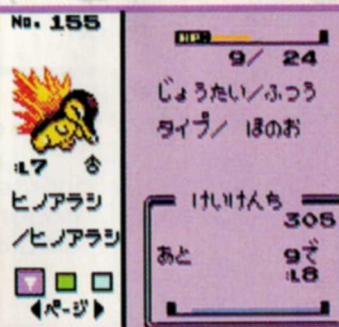 No. 155
:L7 ♂
ヒノアラシ
/ヒノアラシ
◀ページ▶
HP:
9/ 24
じょうたい/ふつう
タイプ/ ほのお
けいけんち
305
あと 9で
:L8